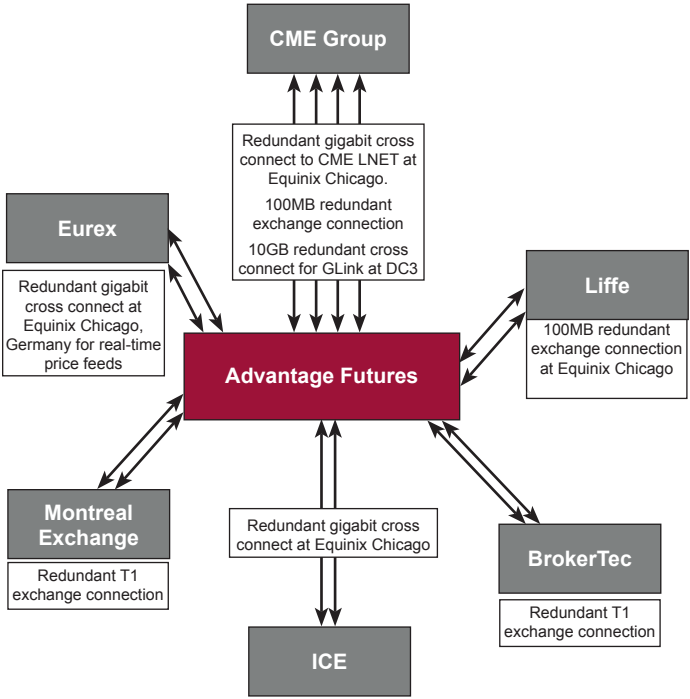 CME Group
Redundant gigabit cross
connect to CME LNET at
Equinix Chicago.
100MB redundant
exchange connection
10GB redundant cross
connect for GLink at DC3
Eurex
Redundant gigabit
cross connect at
Equinix Chicago,
Germany for real-time
price feeds
Liffe
100MB redundant
exchange connection
at Equinix Chicago
Advantage Futures
Montreal
Exchange
Redundant T1
exchange connection
Redundant gigabit cross
connect at Equinix Chicago
BrokerTec
Redundant T1
exchange connection
ICE